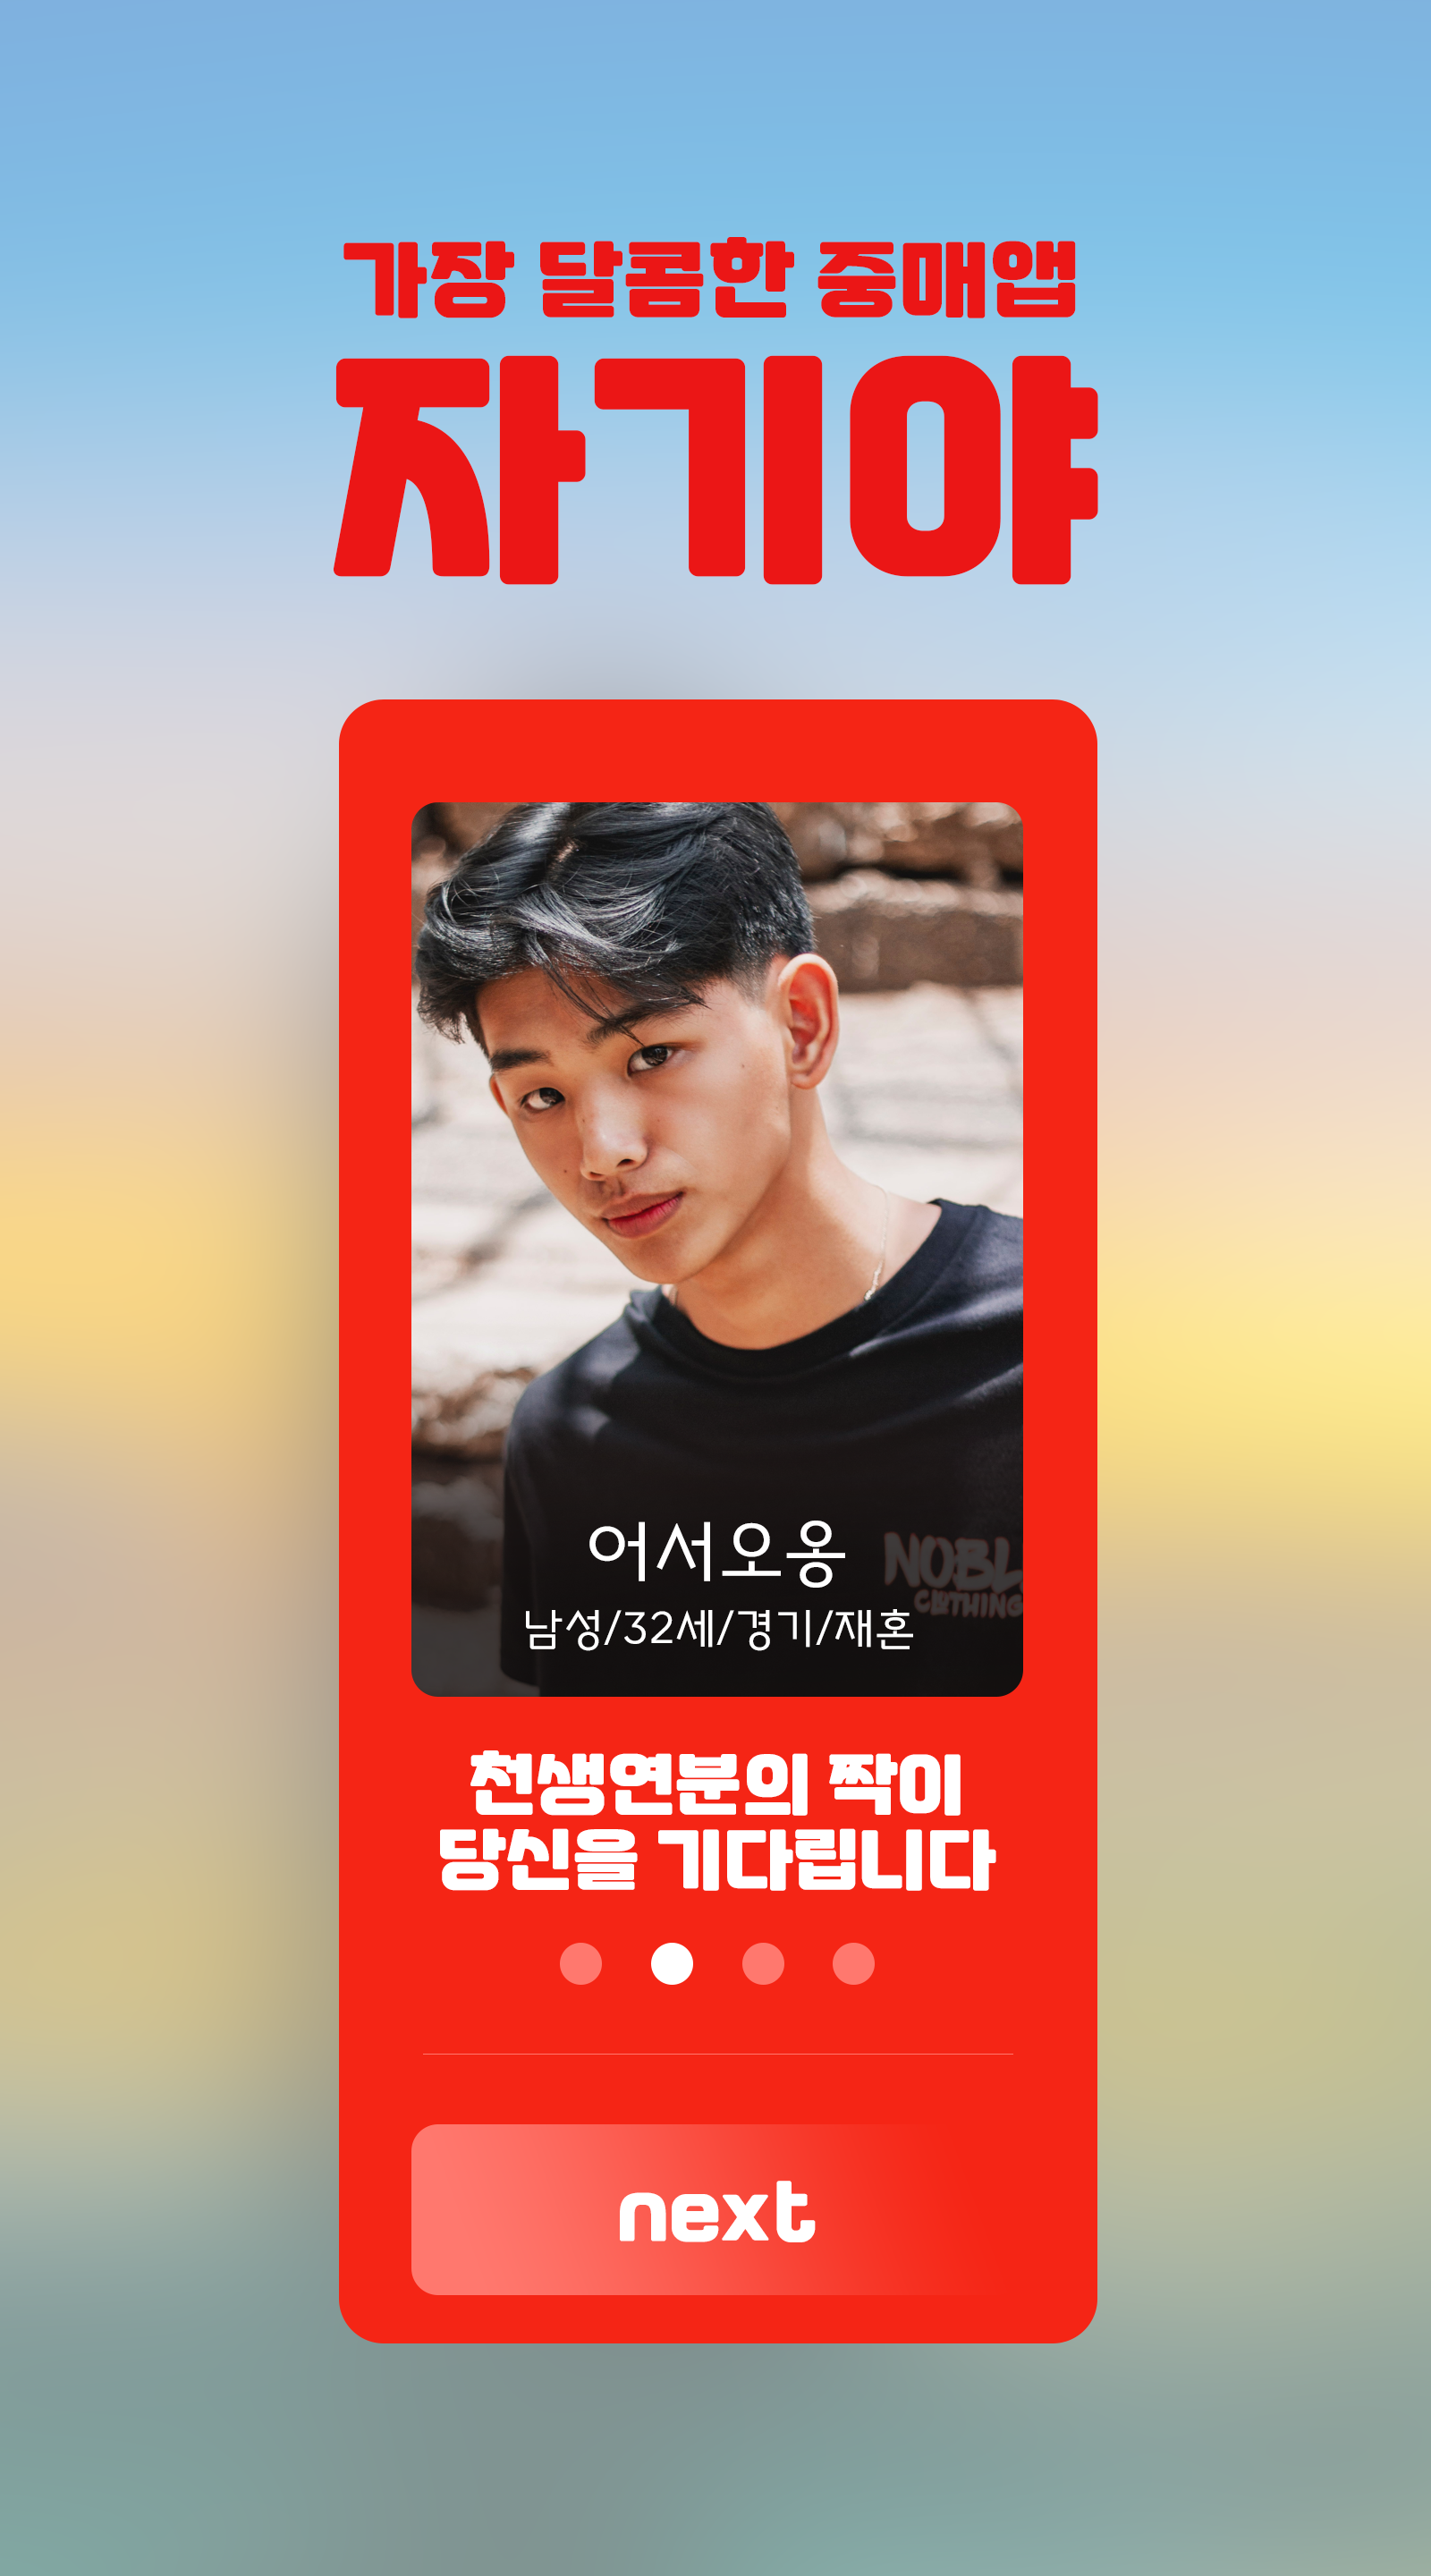 가장 달콤한 중매앱
자기야
NOBL
CLOTHING
어서오옹
남성/32세/경기/재혼
천생연분의 짝이
당신을 기다립니다
next